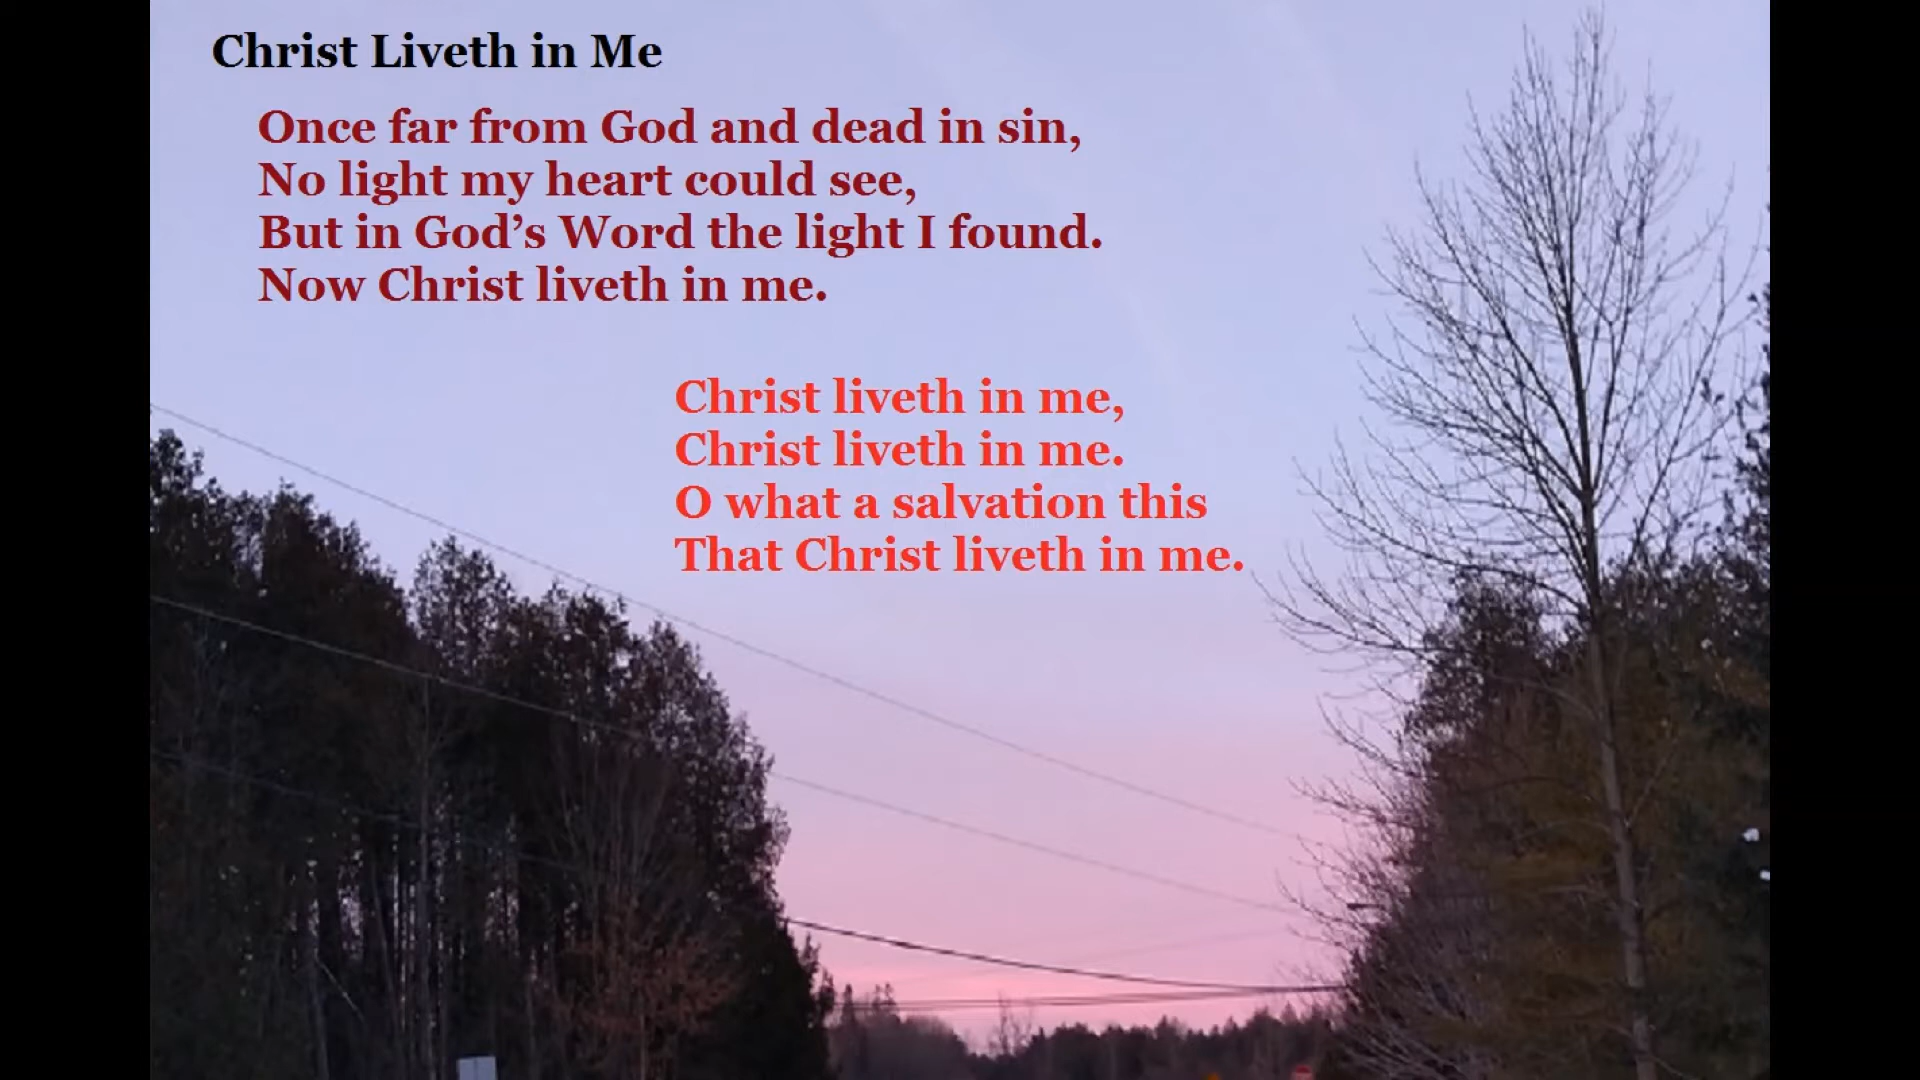 Christ Liveth in Me
Once far from God and dead in sin,
No light my heart could see,
But in God’s Word the light I found.
Now Christ liveth in me.
Christ liveth in me,
Christ liveth in me.
O what a salvation this
That Christ liveth in me.